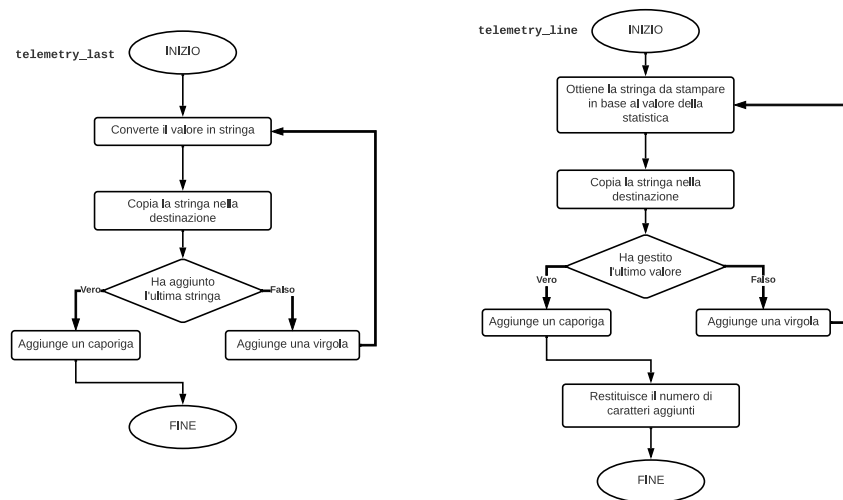 telemetry_last
INIZIO
Converte il valore in stringa
Copia la stringa nella
destinazione
Ha aggiunto
l'ultima stringa
Vero
Falso
Aggiunge un caporiga
Aggiunge una virgola
FINE
telemetry_line
INIZIO
Ottiene la stringa da stampare
in base al valore della
statistica
Copia la stringa nella
destinazione
Ha gestito
l'ultimo valore
Vero
Falso
Aggiunge un caporiga
Aggiunge una virgola
Restituisce il numero di
caratteri aggiunti
FINE